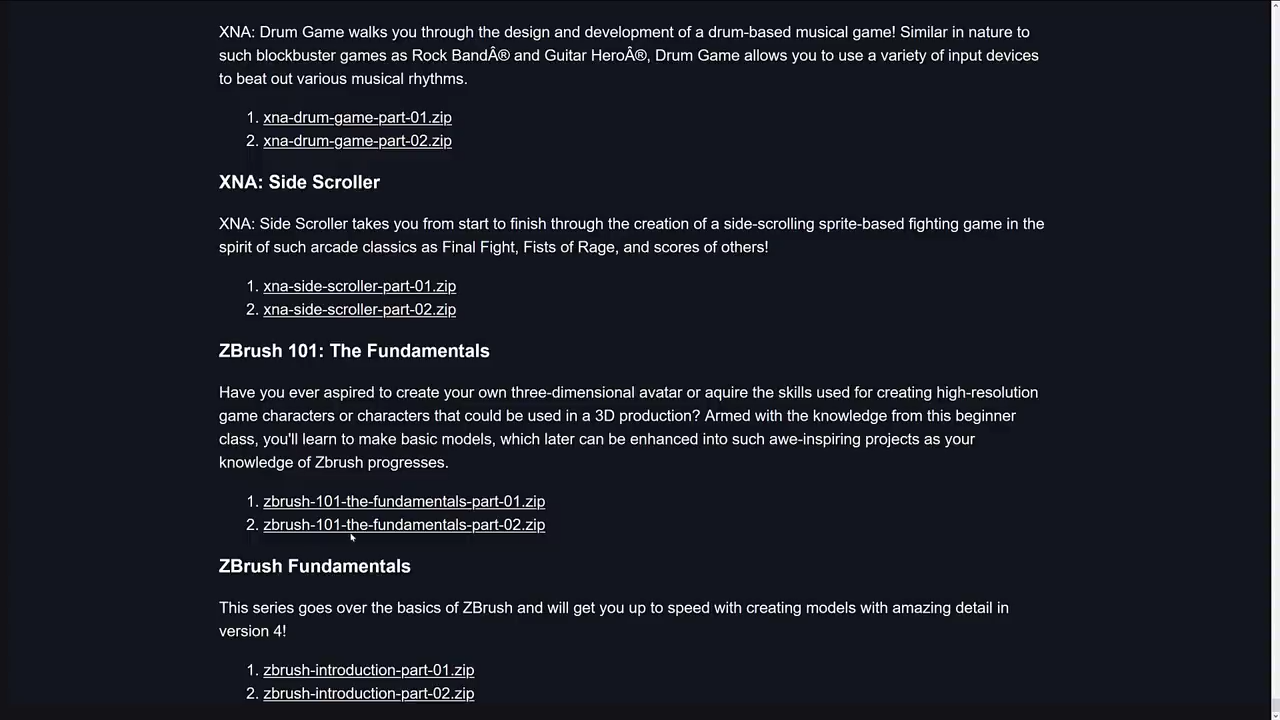 XNA: Drum Game walks you through the design and development of a drum-based musical game! Similar in nature to
such blockbuster games as Rock BandÂ® and Guitar HeroÂ®, Drum Game allows you to use a variety of input devices
to beat out various musical rhythms.
1. xna-drum-game-part-01.zip
2. xna-drum-game-part-02.zip
XNA: Side Scroller
XNA: Side Scroller takes you from start to finish through the creation of a side-scrolling sprite-based fighting game in the
spirit of such arcade classics as Final Fight, Fists of Rage, and scores of others!
1. xna-side-scroller-part-01.zip
2. xna-side-scroller-part-02.zip
ZBrush 101: The Fundamentals
Have you ever aspired to create your own three-dimensional avatar or aquire the skills used for creating high-resolution
game characters or characters that could be used in a 3D production? Armed with the knowledge from this beginner
class, you'll learn to make basic models, which later can be enhanced into such awe-inspiring projects as your
knowledge of Zbrush progresses.
1. zbrush-101-the-fundamentals-part-01.zip
2. zbrush-101-the-fundamentals-part-02.zip
ZBrush Fundamentals
This series goes over the basics of ZBrush and will get you up to speed with creating models with amazing detail in
version 4!
1. zbrush-introduction-part-01.zip
2. zbrush-introduction-part-02.zip